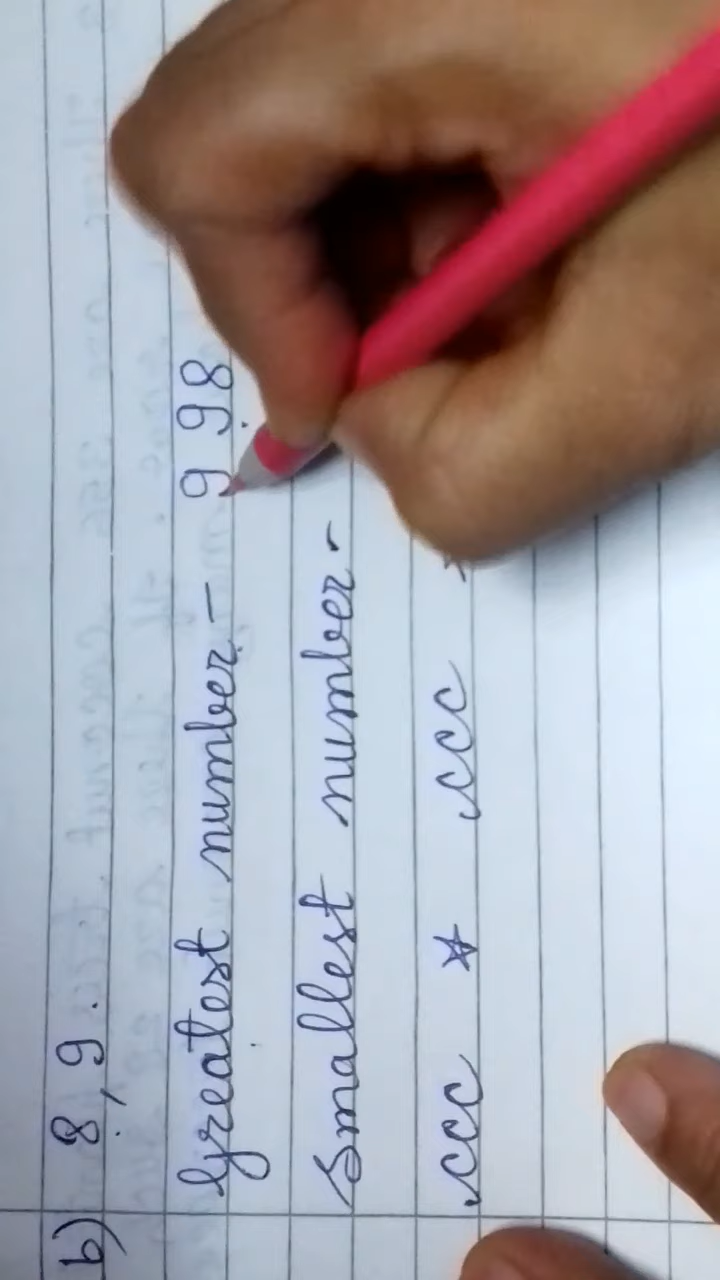 b) 8, 9.
Greatest number - 998
Smallest number -
ccc * ccc